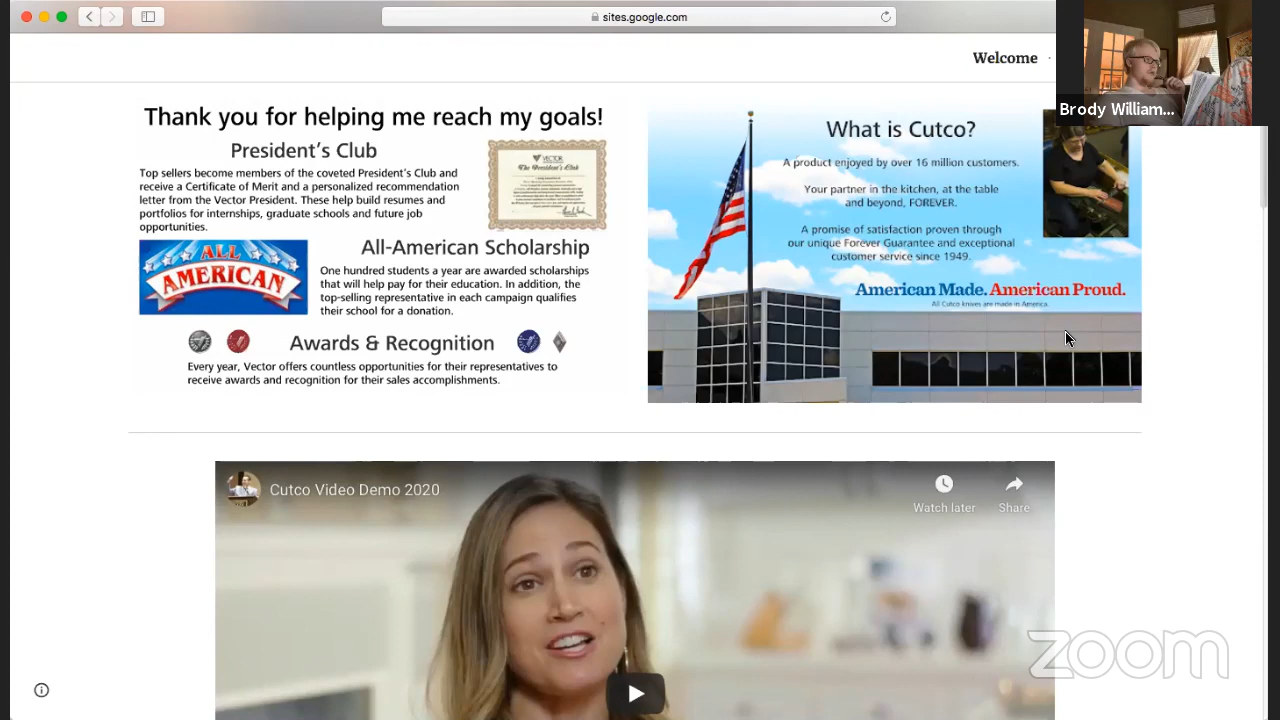 sites.google.com
Welcome
Brody William...
Thank you for helping me reach my goals!
President's Club
Top sellers become members of the coveted President's Club and
receive a Certificate of Merit and a personalized recommendation
letter from the Vector President. These help build resumes and
portfolios for internships, graduate schools and future job
opportunities.
VECTOR
The President's Club
ALL
AMERICAN
All-American Scholarship
One hundred students a year are awarded scholarships
that will help pay for their education. In addition, the
top-selling representative in each campaign qualifies
their school for a donation.
Awards & Recognition
Every year, Vector offers countless opportunities for their representatives to
receive awards and recognition for their sales accomplishments.
What is Cutco?
A product enjoyed by over 16 million customers.
Your partner in the kitchen, at the table
and beyond, FOREVER.
A promise of satisfaction proven through
our unique Forever Guarantee and exceptional
customer service since 1949.
American Made. American Proud.
All Cutco knives are made in America.
Cutco Video Demo 2020
Watch later
Share
zoom